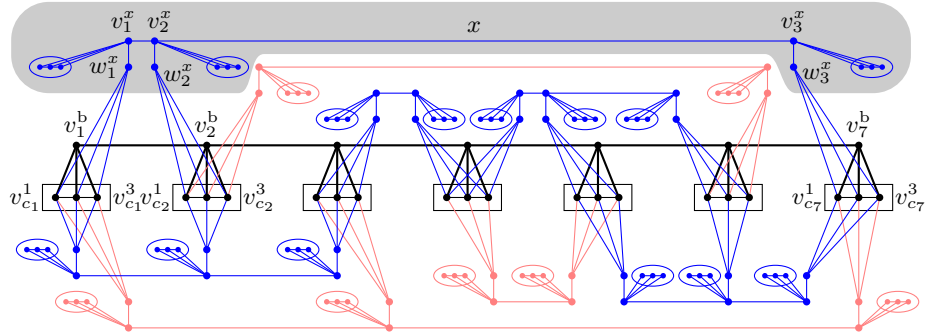 v_1^x v_2^x x v_3^x
w_1^x w_2^x w_3^x
v_1^b v_2^b v_7^b
v_{c_1}^1 v_{c_1}^3 v_{c_2}^1 v_{c_2}^3 v_{c_7}^1 v_{c_7}^3